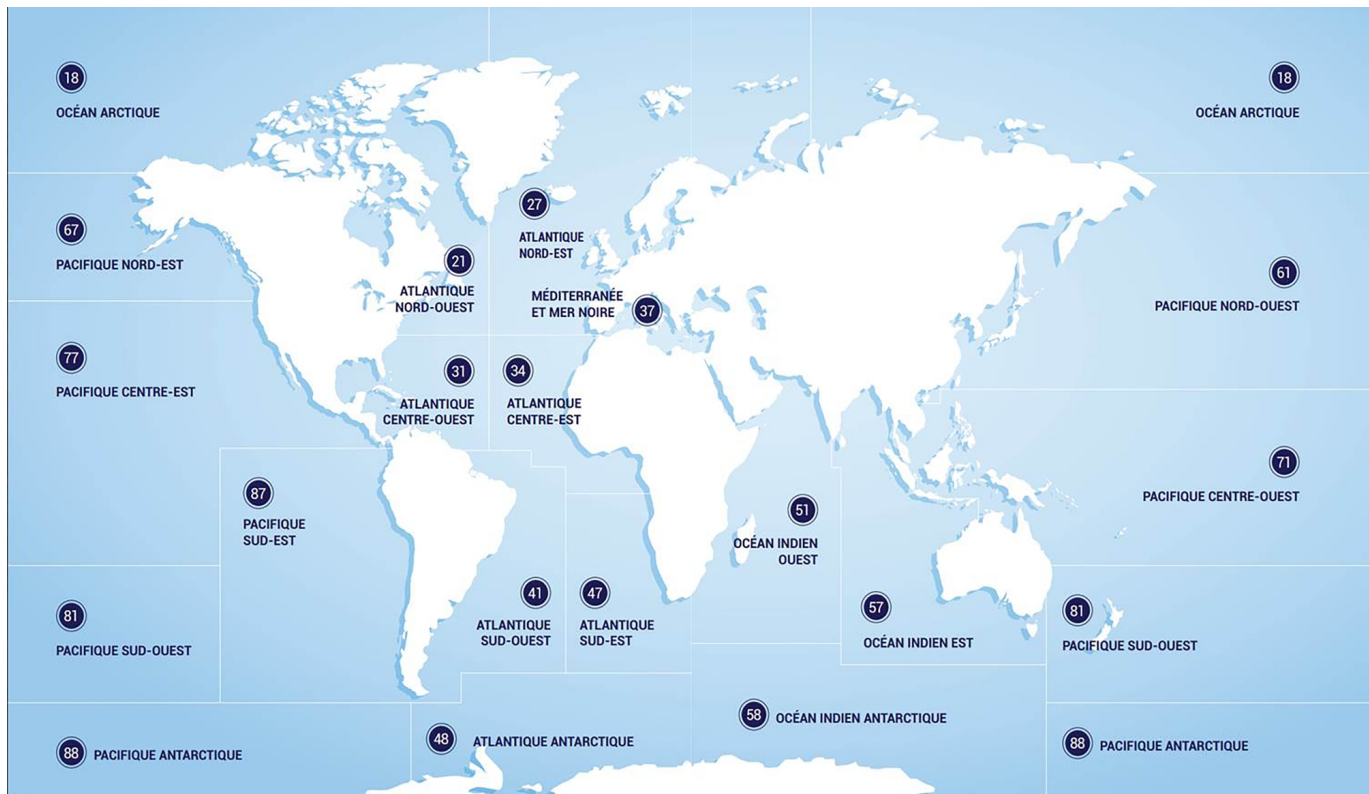 18
OCÉAN ARCTIQUE
18
OCÉAN ARCTIQUE
67
PACIFIQUE NORD-EST
27
ATLANTIQUE
NORD-EST
21
ATLANTIQUE
NORD-OUEST
MÉDITERRANÉE
ET MER NOIRE
37
61
PACIFIQUE NORD-OUEST
77
PACIFIQUE CENTRE-EST
31
ATLANTIQUE
CENTRE-OUEST
34
ATLANTIQUE
CENTRE-EST
71
PACIFIQUE CENTRE-OUEST
87
PACIFIQUE
SUD-EST
51
OCÉAN INDIEN
OUEST
81
PACIFIQUE SUD-OUEST
41
ATLANTIQUE
SUD-OUEST
47
ATLANTIQUE
SUD-EST
57
OCÉAN INDIEN EST
81
PACIFIQUE SUD-OUEST
88 PACIFIQUE ANTARCTIQUE
48 ATLANTIQUE ANTARCTIQUE
58 OCÉAN INDIEN ANTARCTIQUE
88 PACIFIQUE ANTARCTIQUE